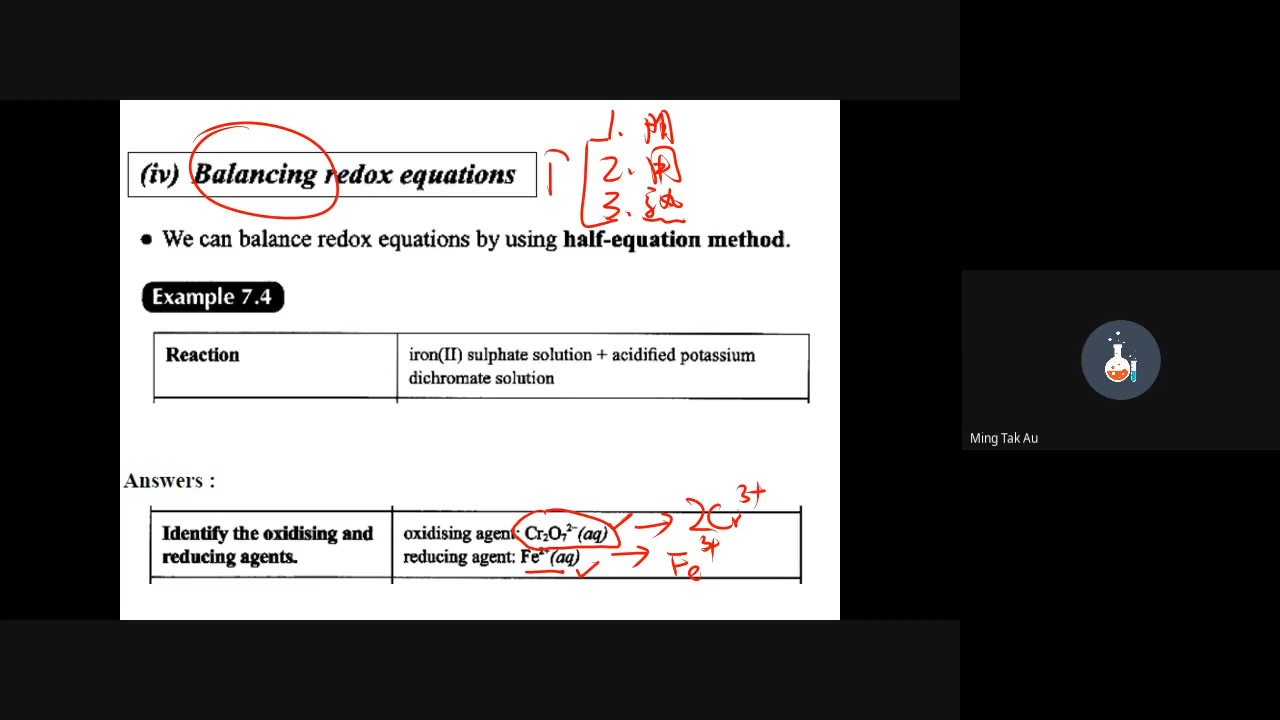 1.
(iv) Balancing redox equations
2.
3.
• We can balance redox equations by using half-equation method.
Example 7.4
Reaction
iron(II) sulphate solution + acidified potassium
dichromate solution
Ming Tak Au
Answers :
Identify the oxidising and
reducing agents.
oxidising agent: Cr₂O₇²⁻(aq) ✓ → 2Cr³⁺
reducing agent: Fe²⁺(aq) ✓ → Fe³⁺